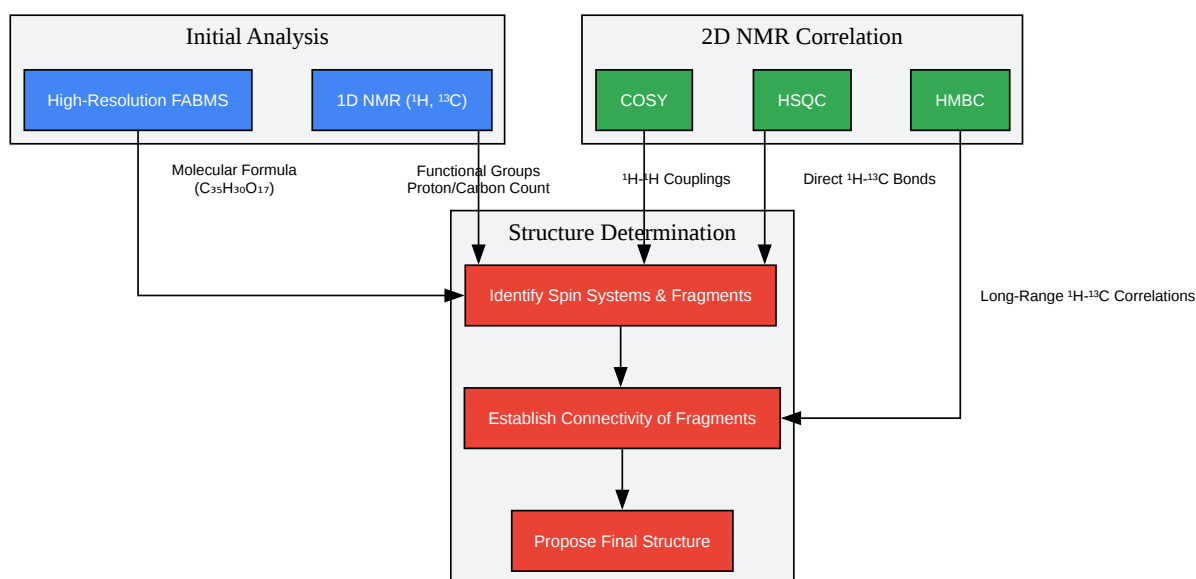 Initial Analysis
2D NMR Correlation
High-Resolution FABMS
1D NMR (¹H, ¹³C)
COSY
HSQC
HMBC
Molecular Formula
(C₃₅H₃₀O₁₇)
Functional Groups
Proton/Carbon Count
¹H-¹H Couplings
Direct ¹H-¹³C Bonds
Structure Determination
Identify Spin Systems & Fragments
Long-Range ¹H-¹³C Correlations
Establish Connectivity of Fragments
Propose Final Structure